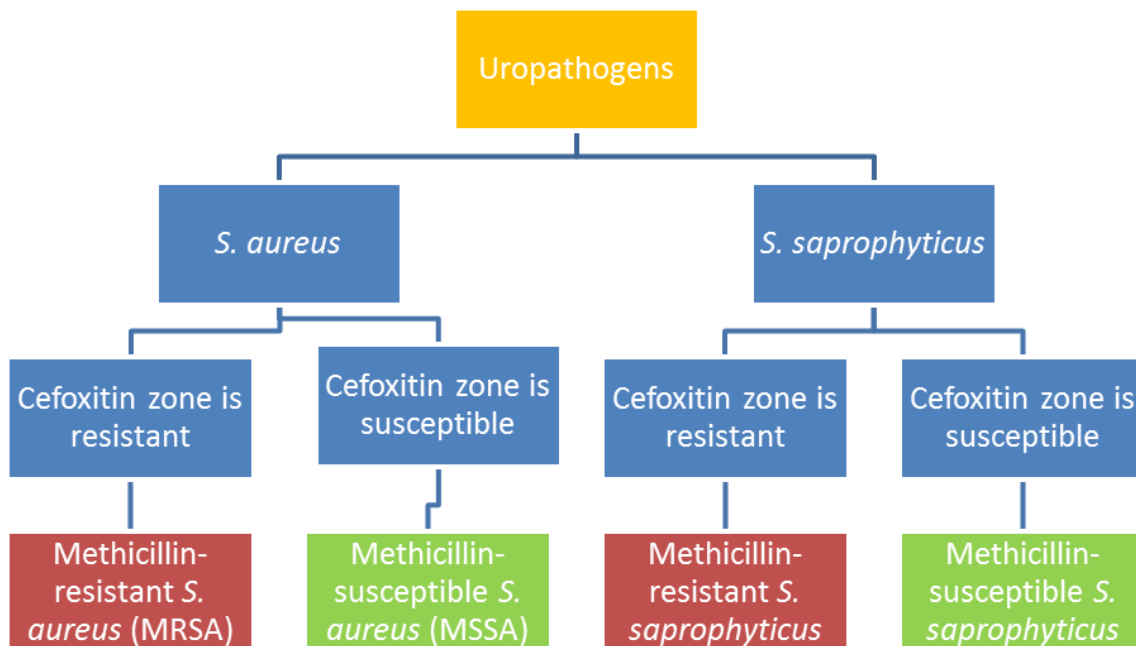 Uropathogens
S. aureus
S. saprophyticus
Cefoxitin zone is
resistant
Cefoxitin zone is
susceptible
Cefoxitin zone is
resistant
Cefoxitin zone is
susceptible
Methicillin-
resistant S.
aureus (MRSA)
Methicillin-
susceptible S.
aureus (MSSA)
Methicillin-
resistant S.
saprophyticus
Methicillin-
susceptible S.
saprophyticus